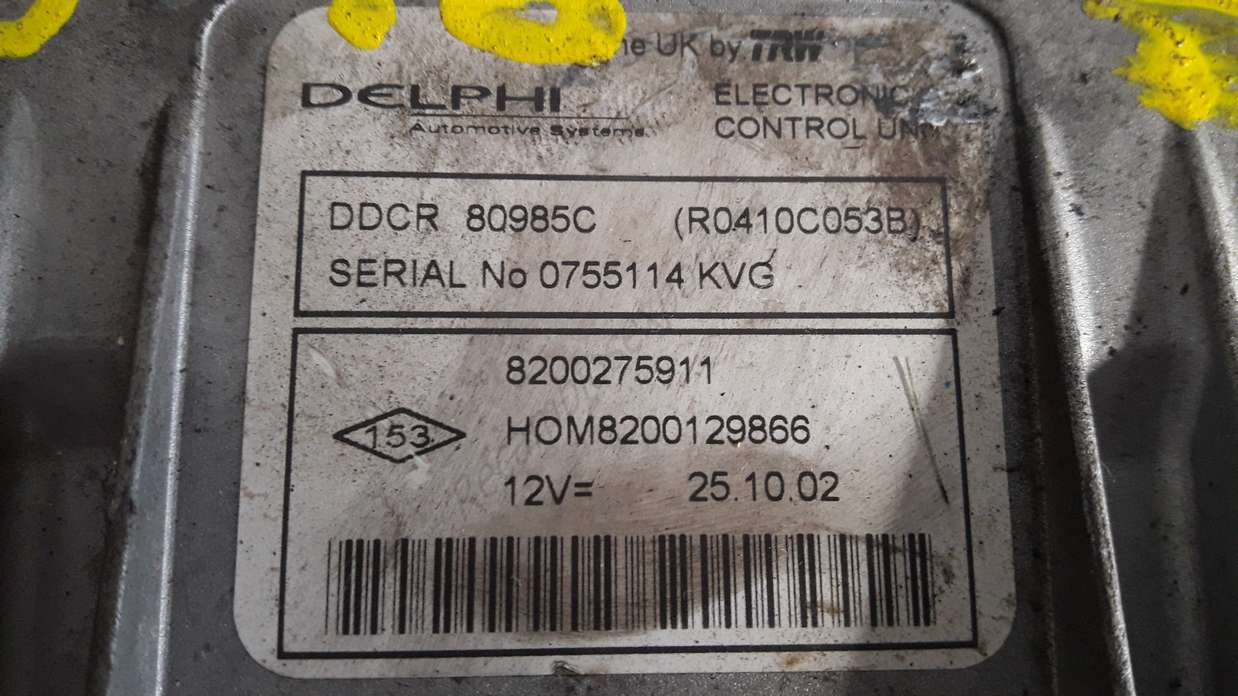 UK by TRW
DELPHI
Automotive Systems
ELECTRONIC
CONTROL
DDCR 80985C (R0410C053B)
SERIAL No 0755114 KVG
8200275911
153
HOM8200129866
12V= 25.10.02